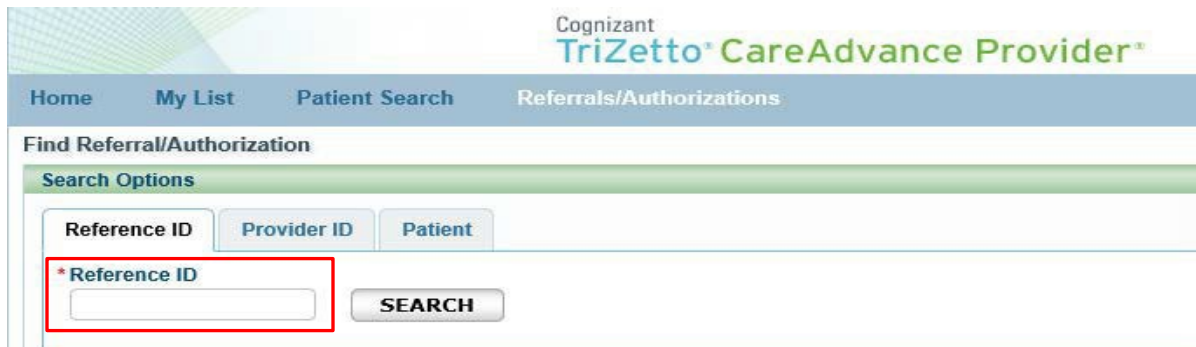 Cognizant
TriZetto® CareAdvance Provider®
Home My List Patient Search Referrals/Authorizations
Find Referral/Authorization
Search Options
Reference ID Provider ID Patient
*Reference ID
SEARCH